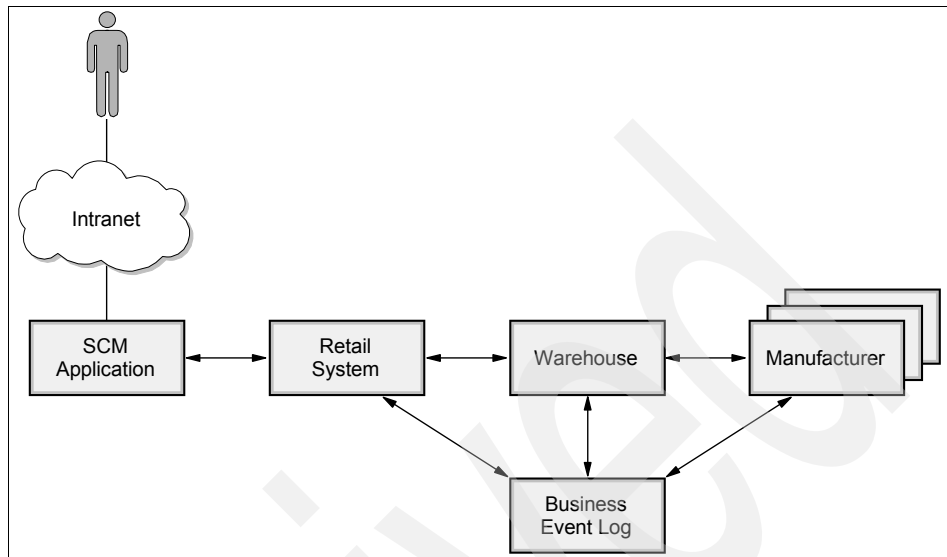 Intranet
SCM
Application
Retail
System
Warehouse
Manufacturer
Business
Event Log